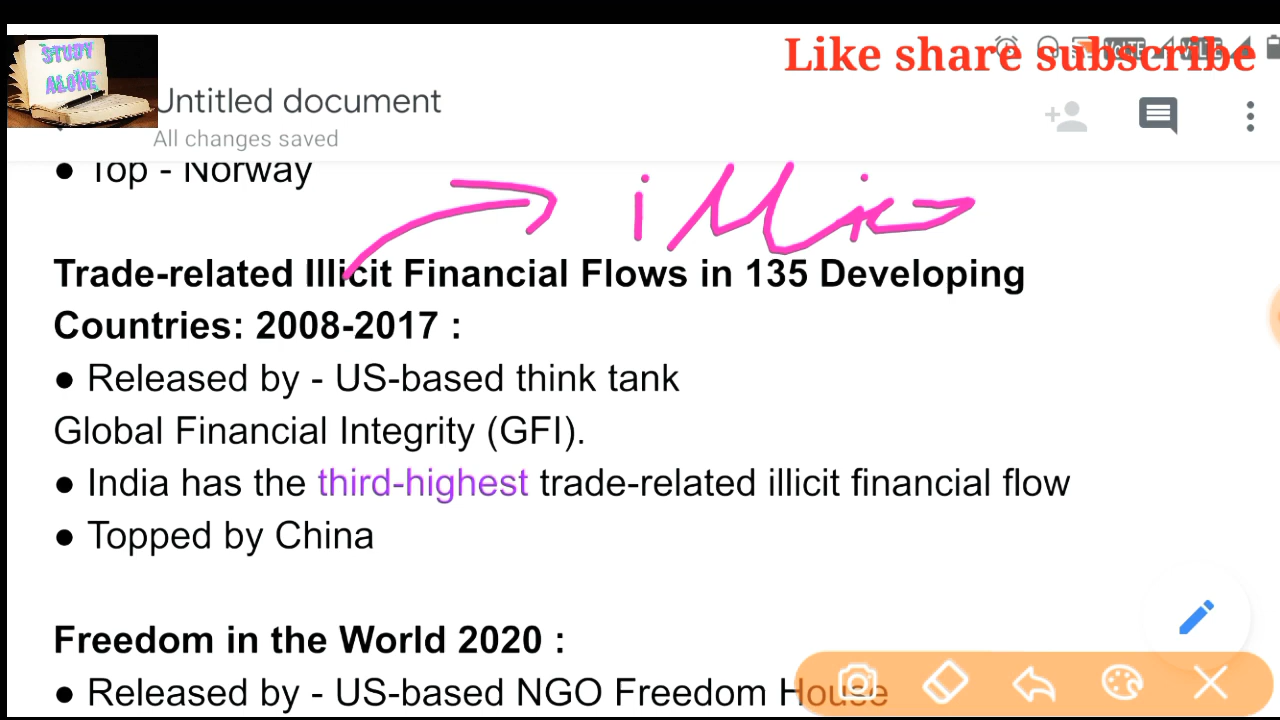 Like share subscribe
STUDY
ALONE
Untitled document
All changes saved
● Top - Norway
Trade-related Illicit Financial Flows in 135 Developing
Countries: 2008-2017 :
● Released by - US-based think tank
Global Financial Integrity (GFI).
● India has the third-highest trade-related illicit financial flow
● Topped by China
Freedom in the World 2020 :
● Released by - US-based NGO Freedom House